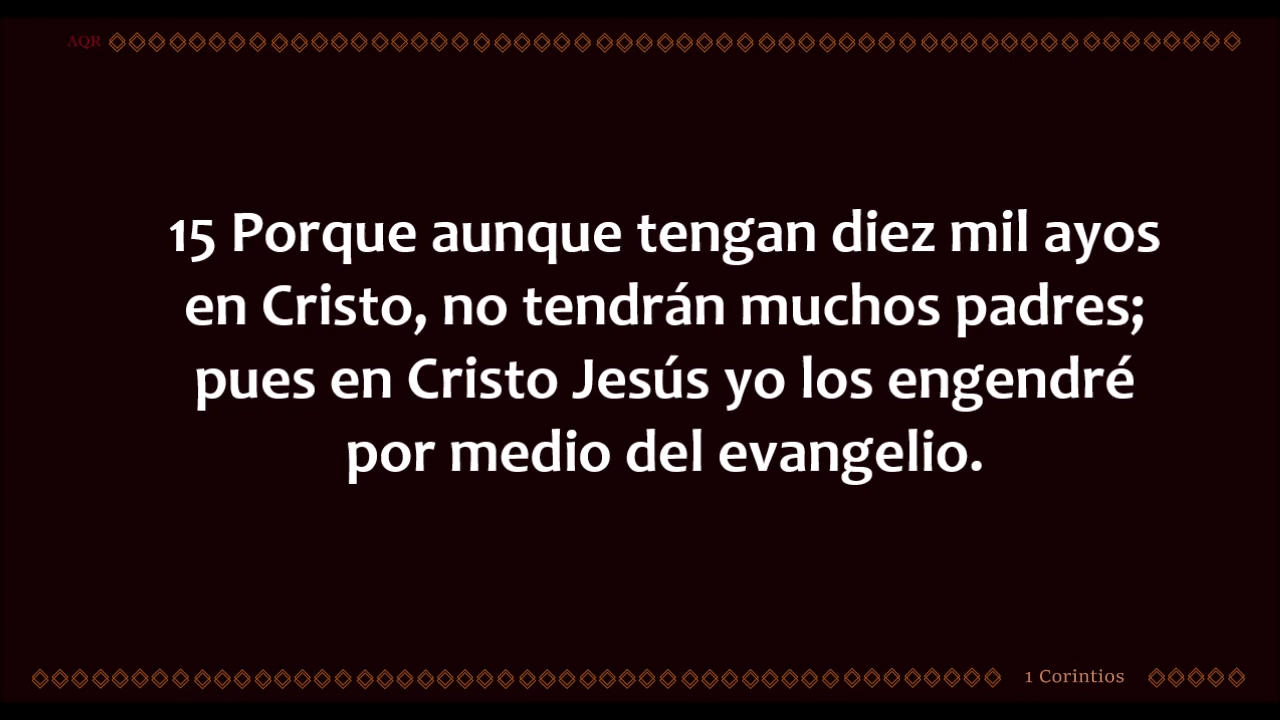 AQR
15 Porque aunque tengan diez mil ayos
en Cristo, no tendrán muchos padres;
pues en Cristo Jesús yo los engendré
por medio del evangelio.
1 Corintios